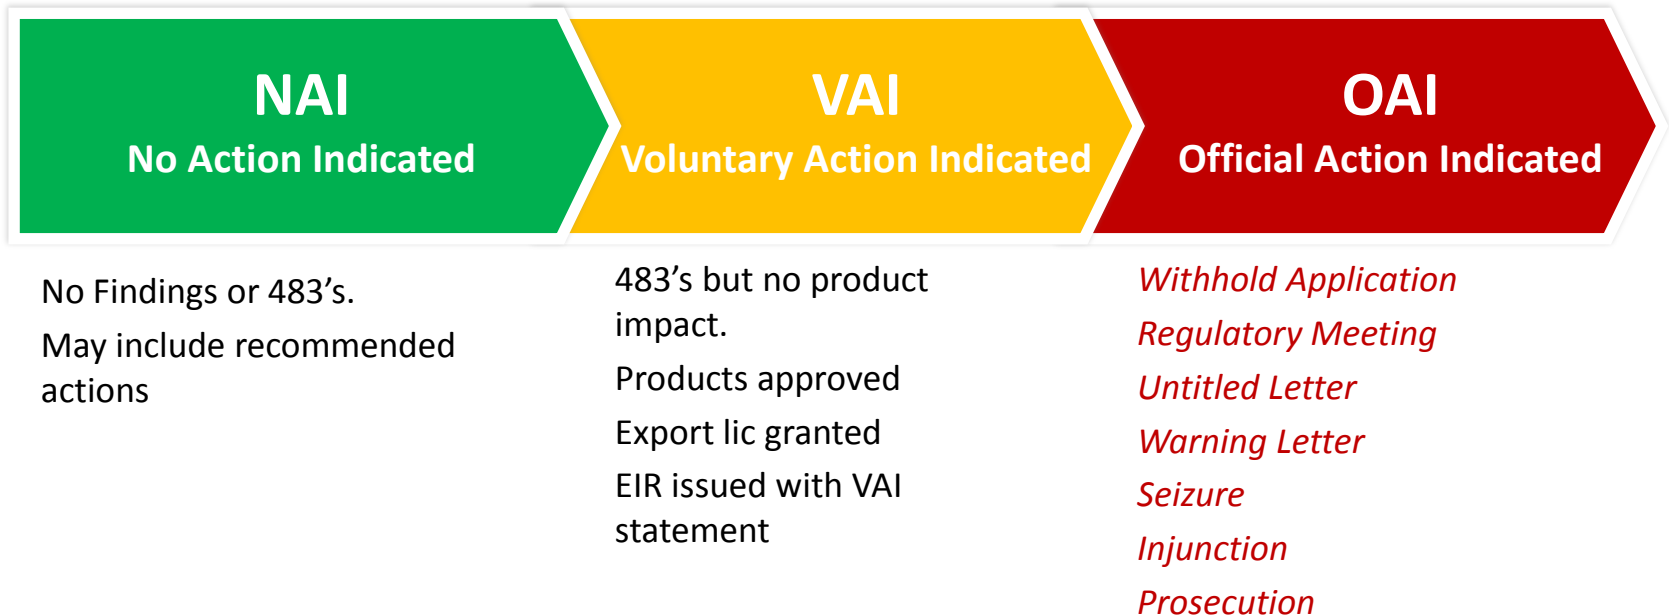 NAI
No Action Indicated
VAI
Voluntary Action Indicated
OAI
Official Action Indicated
No Findings or 483’s.
May include recommended
actions
483’s but no product
impact.
Products approved
Export lic granted
EIR issued with VAI
statement
Withhold Application
Regulatory Meeting
Untitled Letter
Warning Letter
Seizure
Injunction
Prosecution